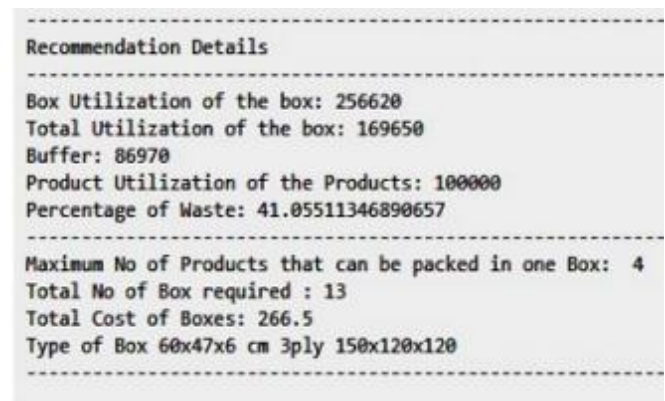 Recommendation Details
Box Utilization of the box: 256620
Total Utilization of the box: 169650
Buffer: 86970
Product Utilization of the Products: 100000
Percentage of Waste: 41.05511346890657
Maximum No of Products that can be packed in one Box: 4
Total No of Box required : 13
Total Cost of Boxes: 266.5
Type of Box 60x47x6 cm 3ply 150x120x120